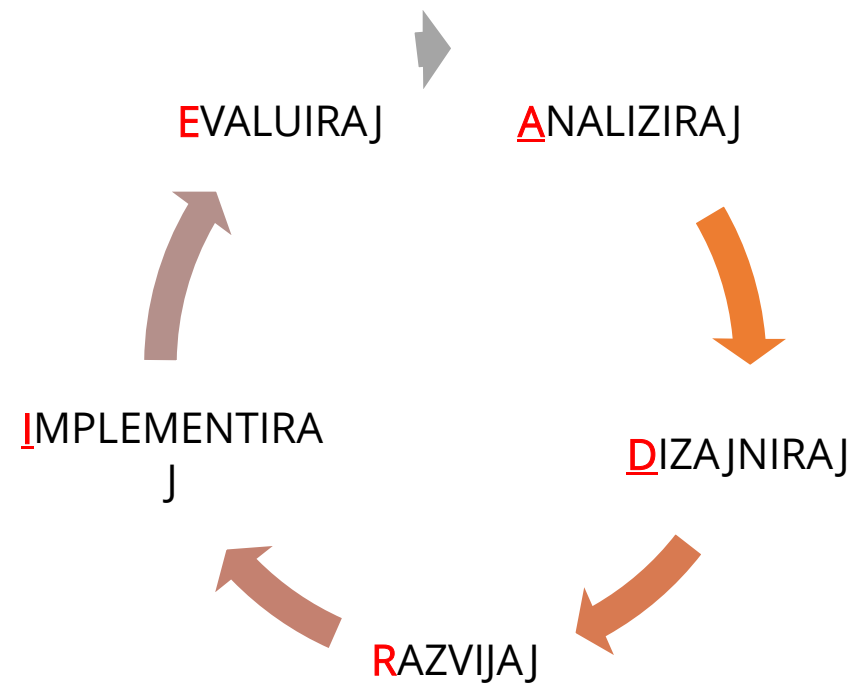 EVALUIRAJ
ANALIZIRAJ
DIZAJNIRAJ
RAZVIJAJ
IMPLEMENTIRA
J